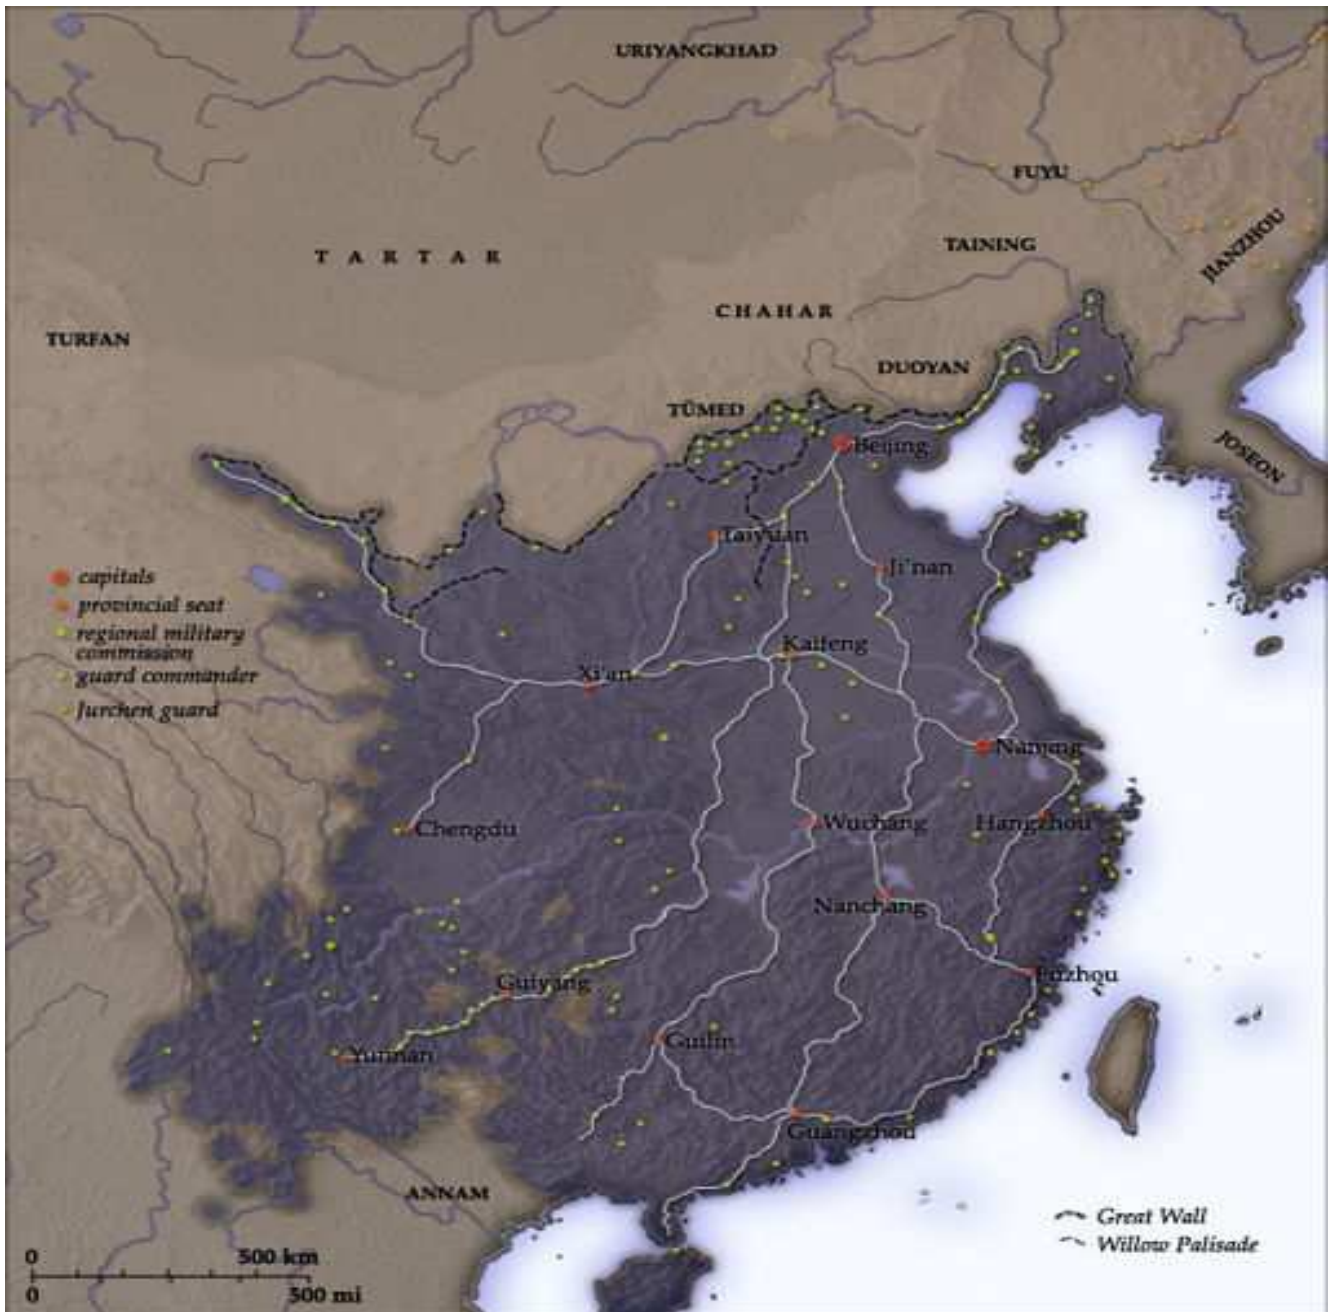 URIYANGKHAD
FUYU
JIANZHOU
TAINING
T A R T A R
CHAHAR
TURFAN
DUOYAN
TÜMED
Beijing
JOSEON
Taiyuan
Ji'nan
capitals
provincial seat
regional military
commission
guard commander
Jurchen guard
Kaifeng
Xi'an
Nanjing
Chengdu
Wuchang
Hangzhou
Nanchang
Guiyang
Fuzhou
Yunnan
Guilin
Guangzhou
ANNAM
Great Wall
Willow Palisade
0
500 km
0
300 mi